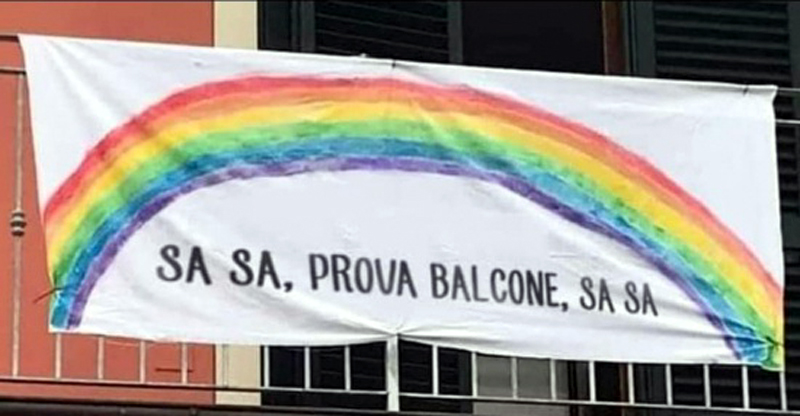 SA SA, PROVA BALCONE, SA SA